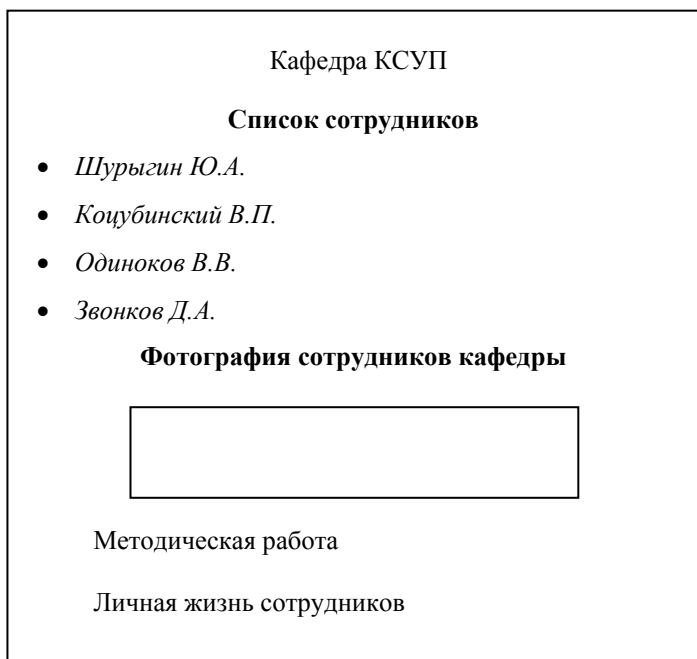 Кафедра КСУП
Список сотрудников
• Шурыгин Ю.А.
• Коцубинский В.П.
• Одиноков В.В.
• Звонков Д.А.
Фотография сотрудников кафедры
Методическая работа
Личная жизнь сотрудников